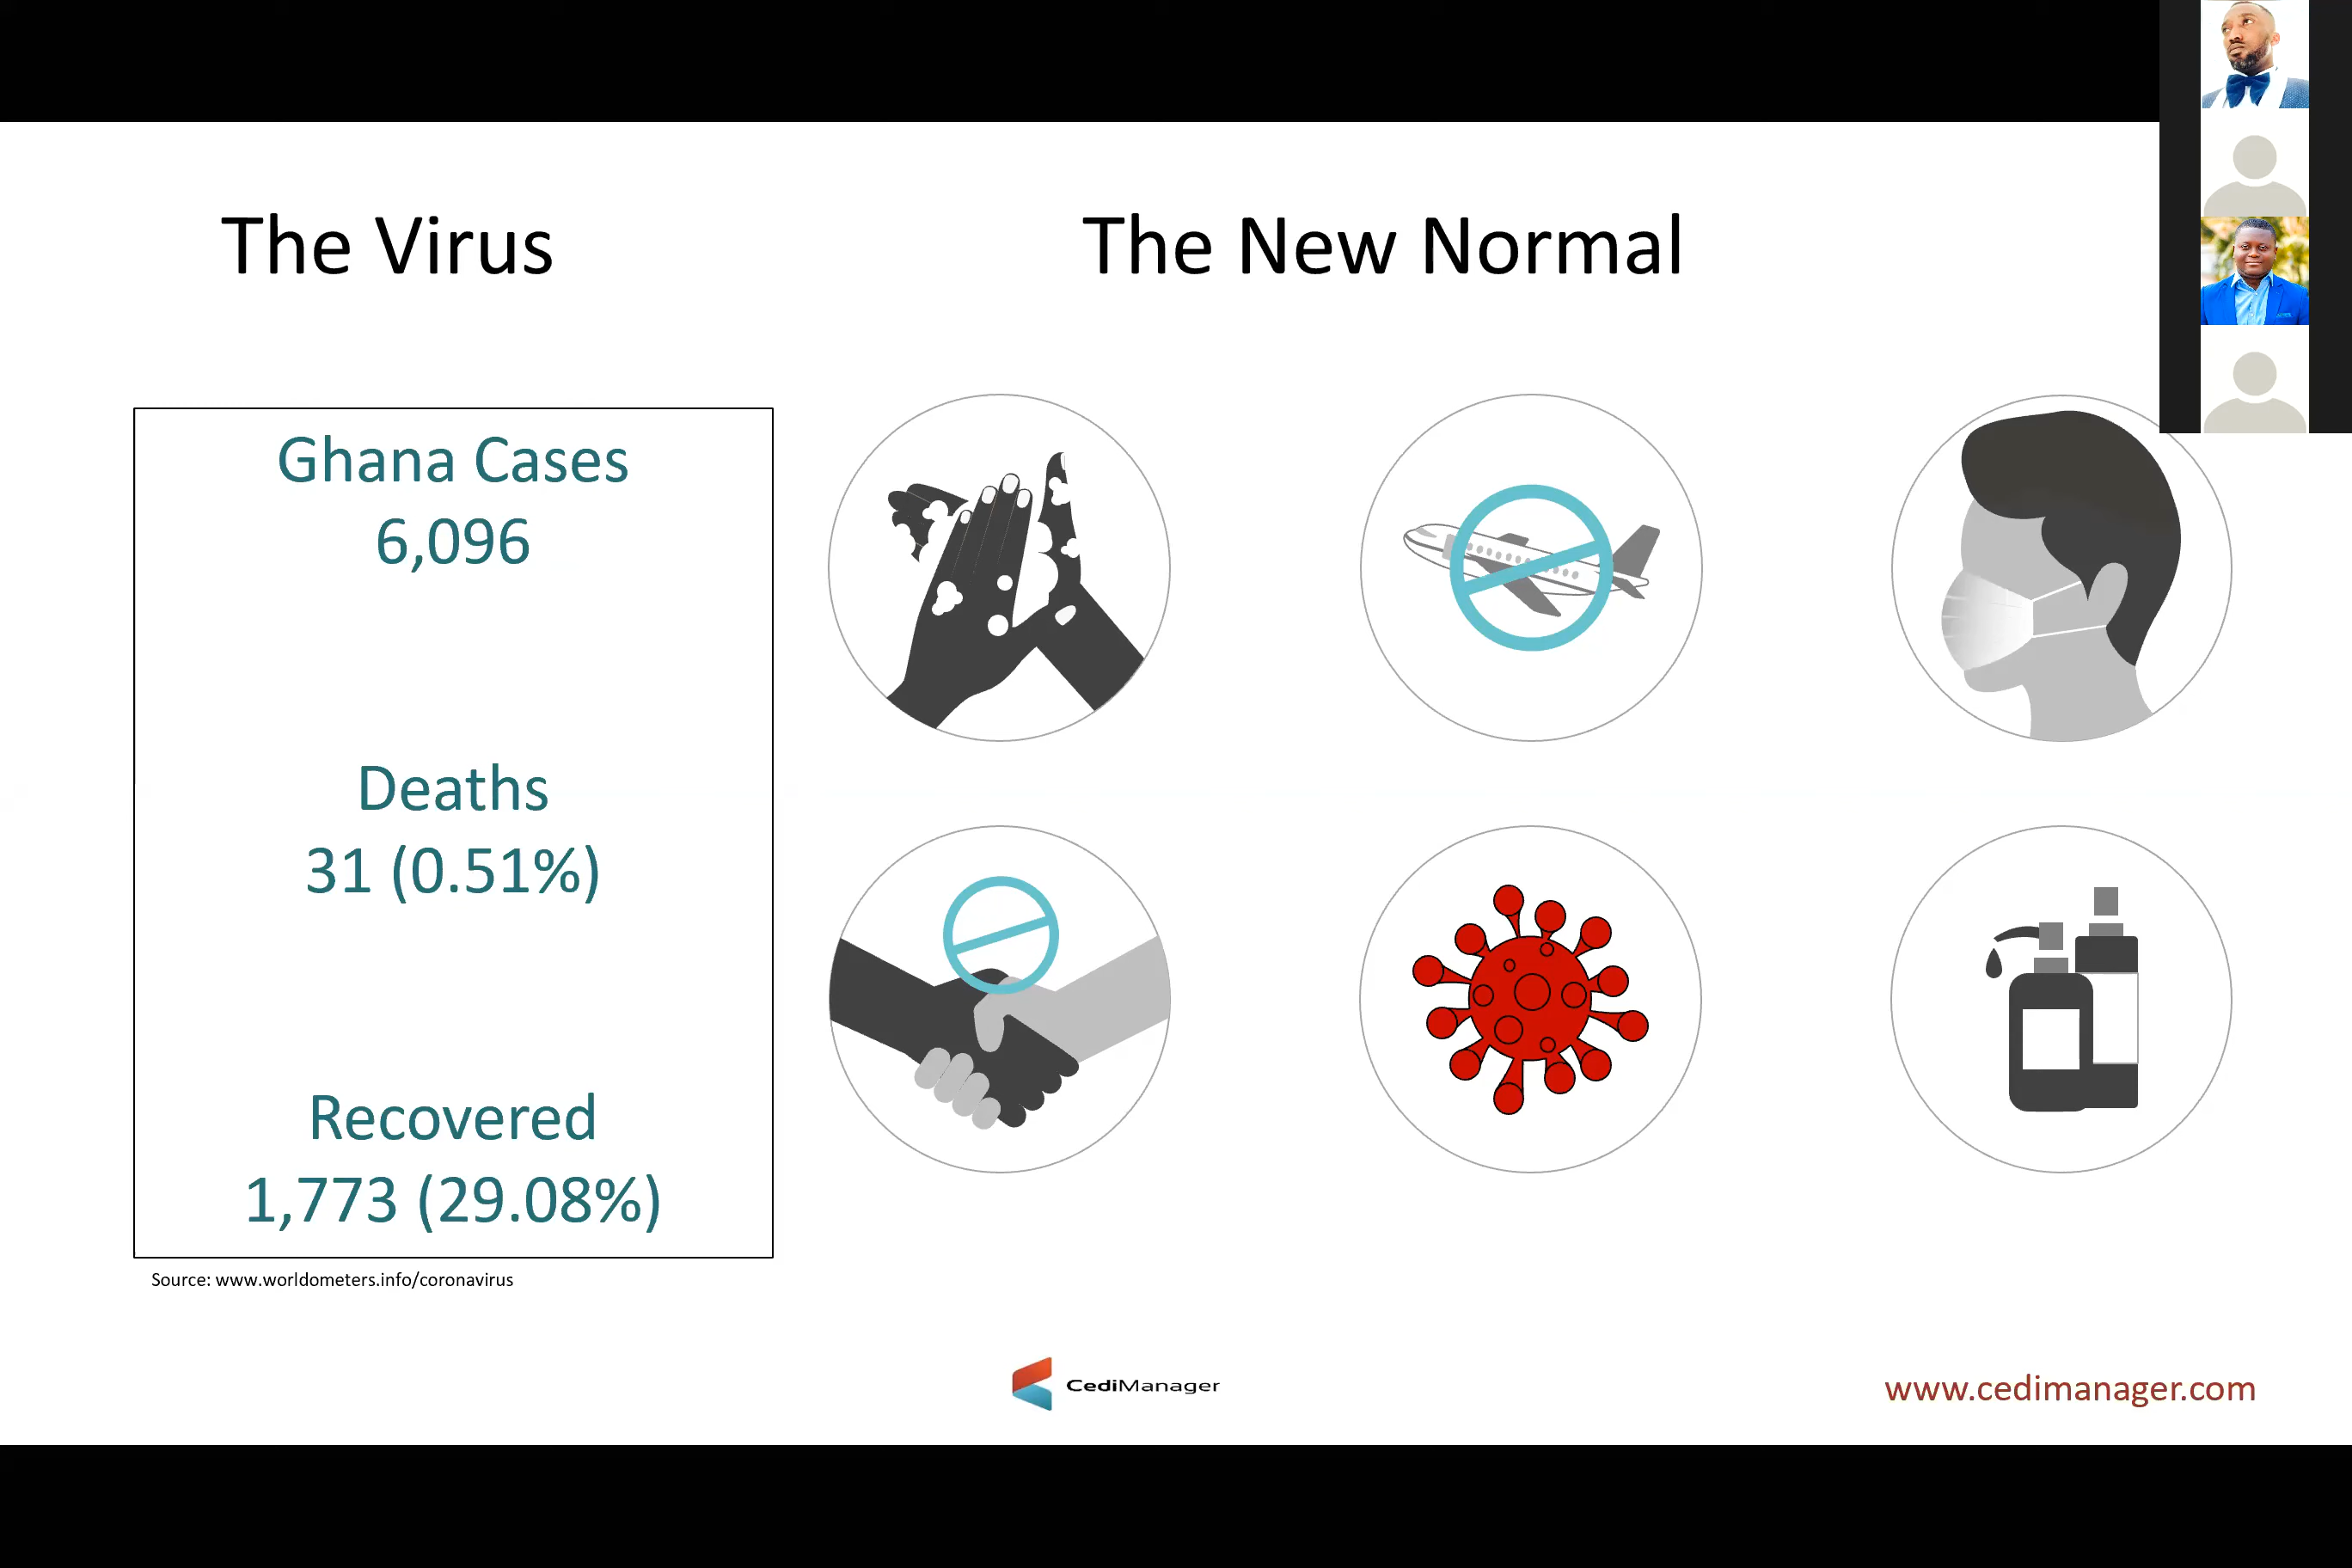 The Virus
The New Normal
Ghana Cases
6,096
Deaths
31 (0.51%)
Recovered
1,773 (29.08%)
Source: www.worldometers.info/coronavirus
CediManager
www.cedimanager.com